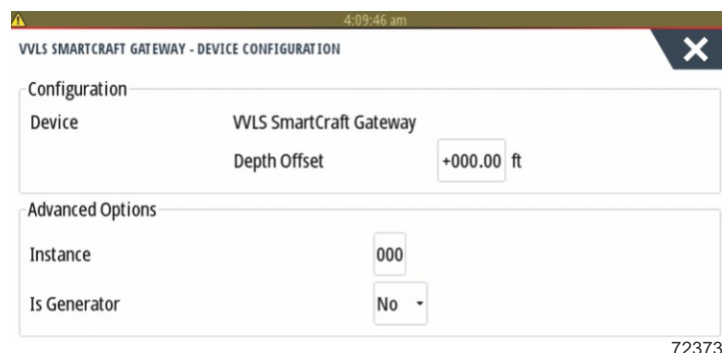 4:09:46 am
VVLS SMARTCRAFT GATEWAY - DEVICE CONFIGURATION
Configuration
Device VVLS SmartCraft Gateway
Depth Offset +000.00 ft
Advanced Options
Instance 000
Is Generator No
72373